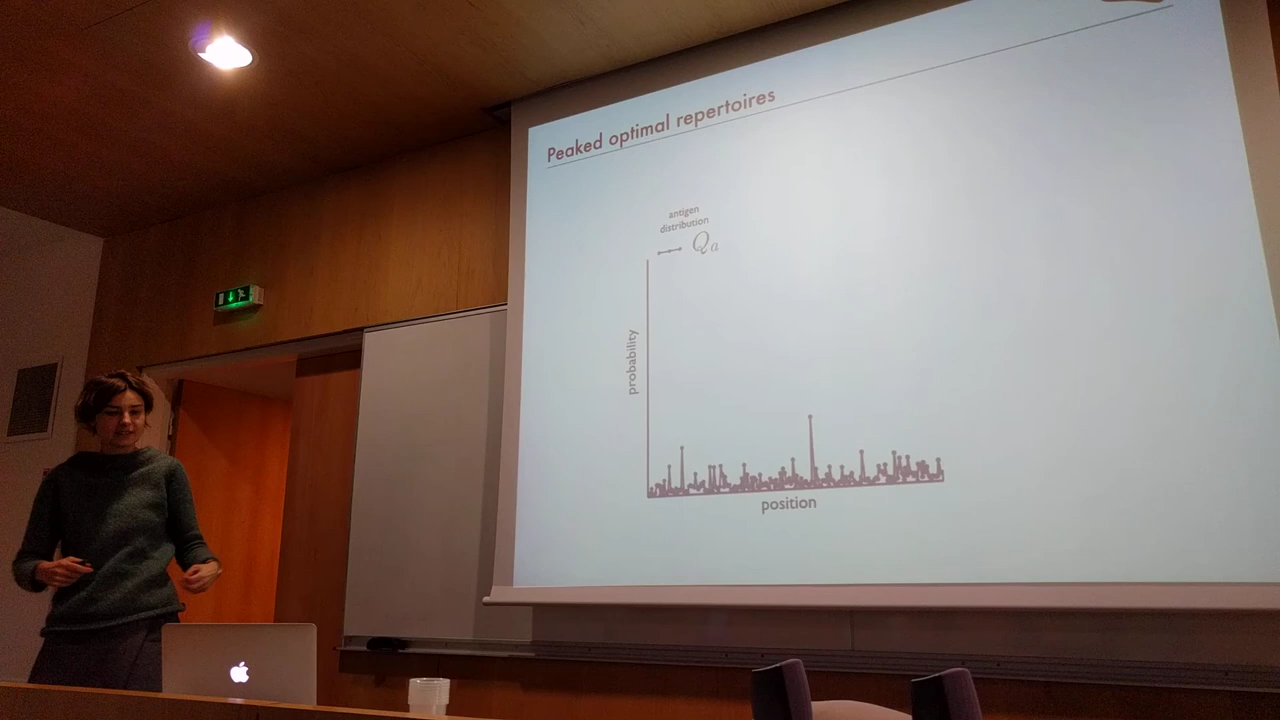 Peaked optimal repertoires
antigen
distribution
Qa
probability
position